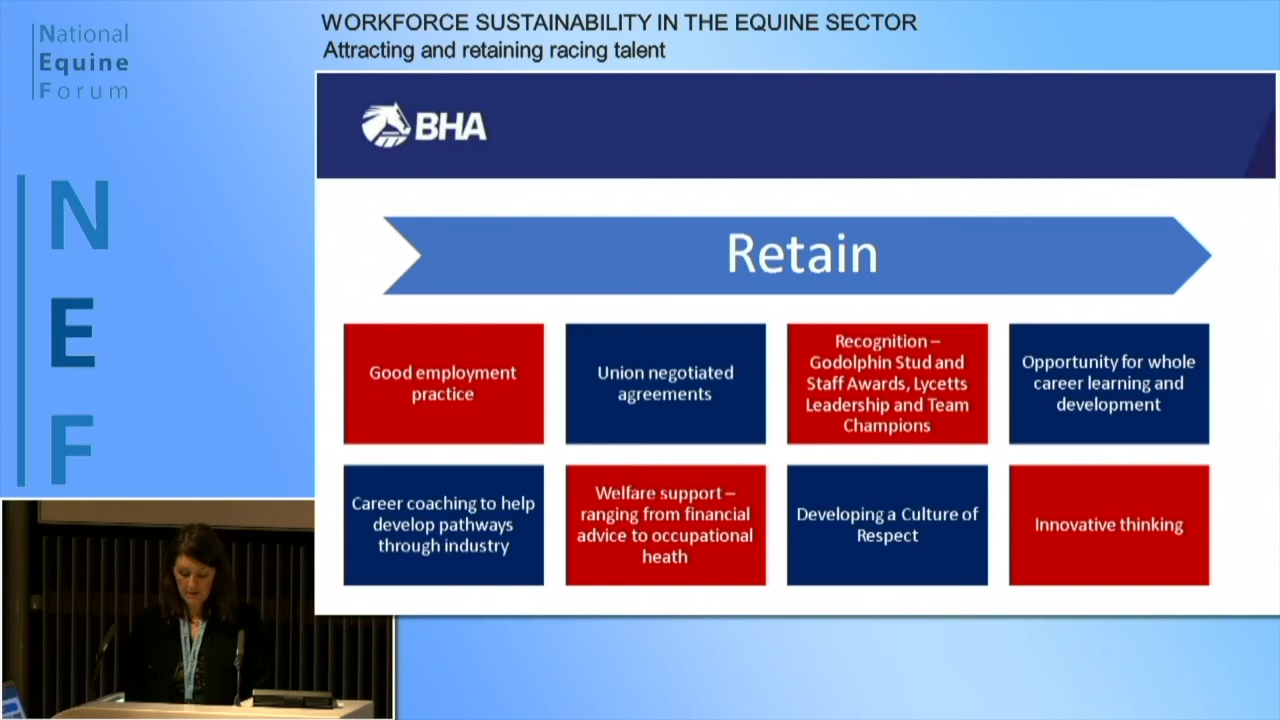 National
Equine
Forum
WORKFORCE SUSTAINABILITY IN THE EQUINE SECTOR
Attracting and retaining racing talent
N
E
F
BHA
Retain
Good employment
practice
Union negotiated
agreements
Recognition –
Godolphin Stud and
Staff Awards, Lycetts
Leadership and Team
Champions
Opportunity for whole
career learning and
development
Career coaching to help
develop pathways
through industry
Welfare support –
ranging from financial
advice to occupational
heath
Developing a Culture of
Respect
Innovative thinking